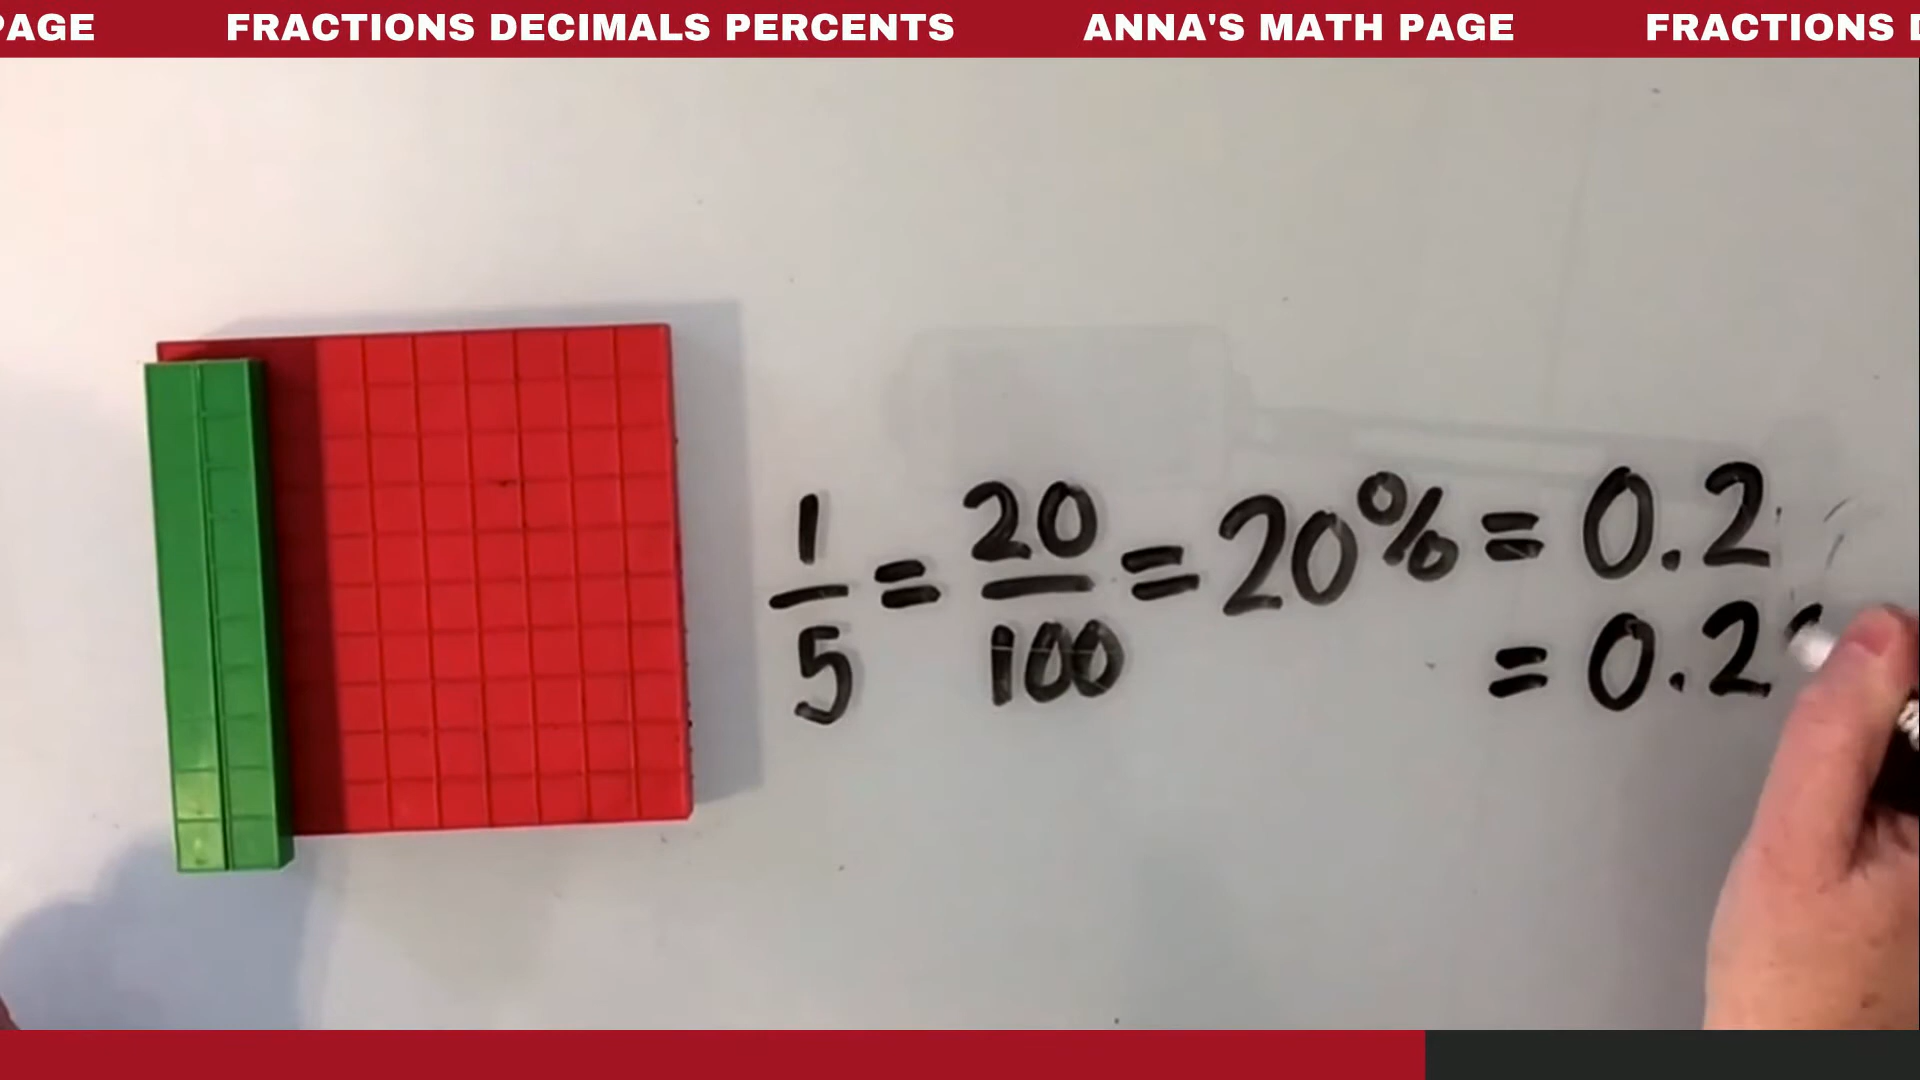 PAGE FRACTIONS DECIMALS PERCENTS ANNA'S MATH PAGE FRACTIONS
1/5 = 20/100 = 20% = 0.2
= 0.2